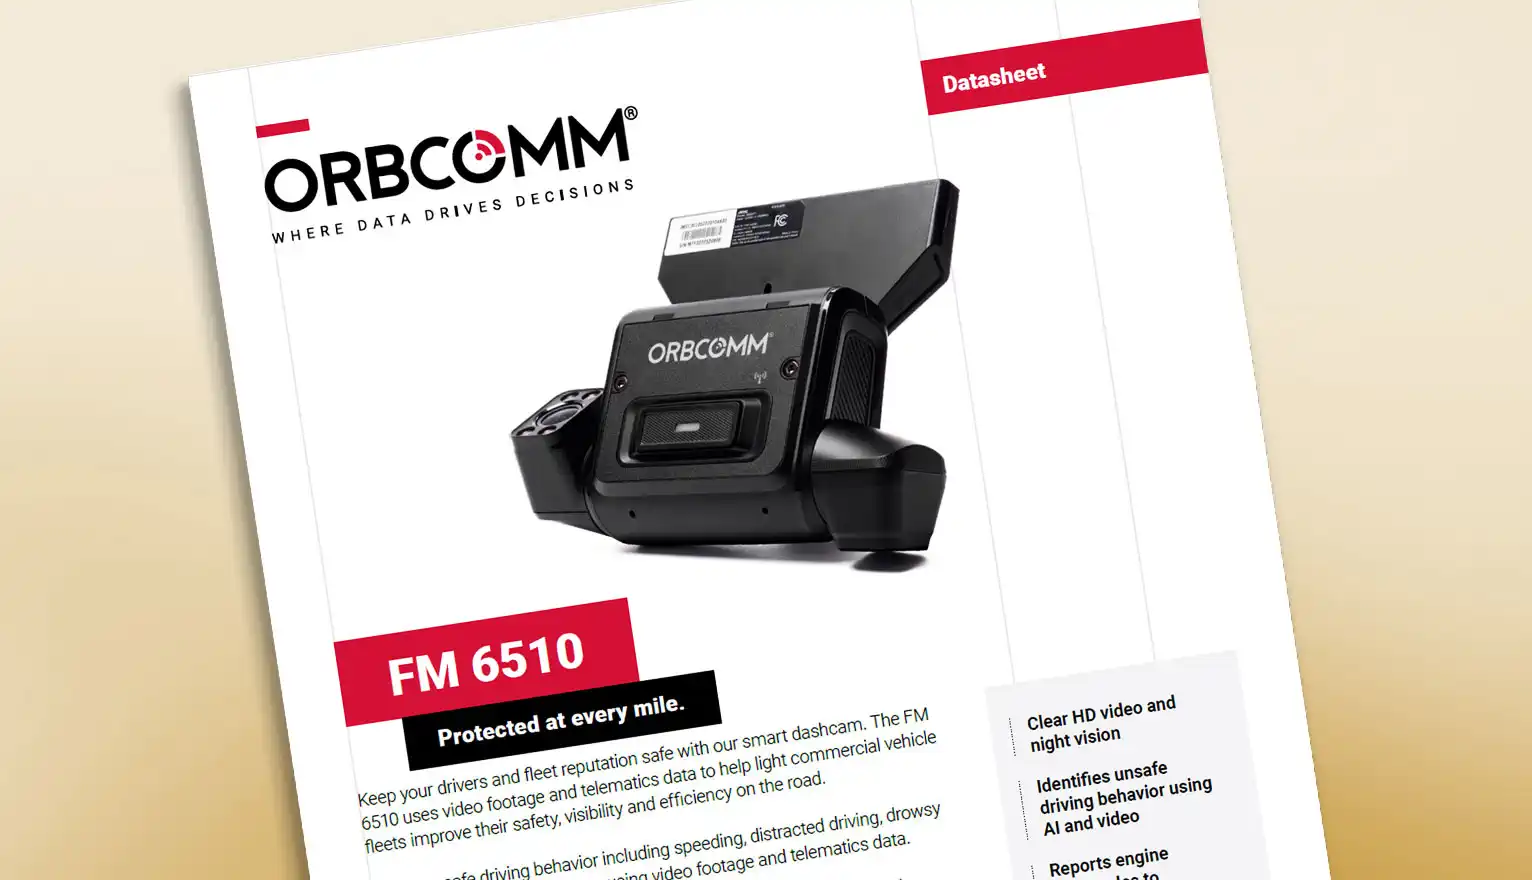 Datasheet
ORBCOMM®
WHERE DATA DRIVES DECISIONS
FC
ORBCOMM®
FM 6510
Protected at every mile.
Keep your drivers and fleet reputation safe with our smart dashcam. The FM
6510 uses video footage and telematics data to help light commercial vehicle
fleets improve their safety, visibility and efficiency on the road.
driving behavior including speeding, distracted driving, drowsy
video footage and telematics data.
Clear HD video and
night vision
Identifies unsafe
driving behavior using
AI and video
Reports engine
to